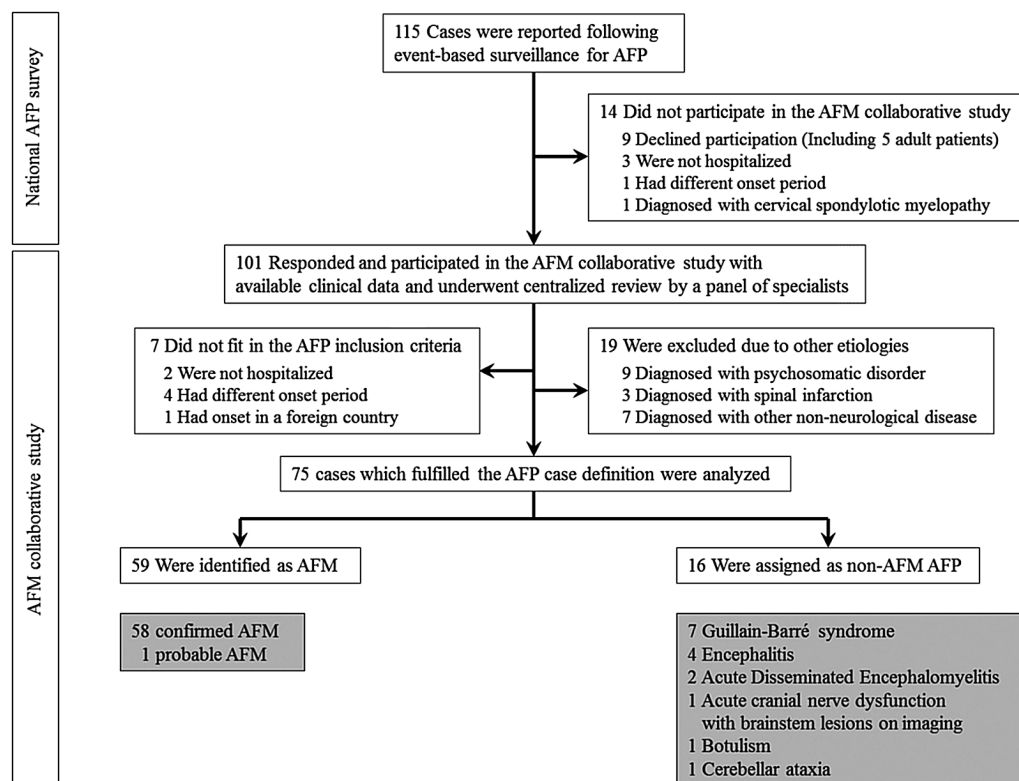 National AFP survey
115 Cases were reported following
event-based surveillance for AFP
14 Did not participate in the AFM collaborative study
9 Declined participation (Including 5 adult patients)
3 Were not hospitalized
1 Had different onset period
1 Diagnosed with cervical spondylotic myelopathy
AFM collaborative study
101 Responded and participated in the AFM collaborative study with
available clinical data and underwent centralized review by a panel of specialists
7 Did not fit in the AFP inclusion criteria
2 Were not hospitalized
4 Had different onset period
1 Had onset in a foreign country
19 Were excluded due to other etiologies
9 Diagnosed with psychosomatic disorder
3 Diagnosed with spinal infarction
7 Diagnosed with other non-neurological disease
75 cases which fulfilled the AFP case definition were analyzed
59 Were identified as AFM
58 confirmed AFM
1 probable AFM
16 Were assigned as non-AFM AFP
7 Guillain-Barré syndrome
4 Encephalitis
2 Acute Disseminated Encephalomyelitis
1 Acute cranial nerve dysfunction
with brainstem lesions on imaging
1 Botulism
1 Cerebellar ataxia